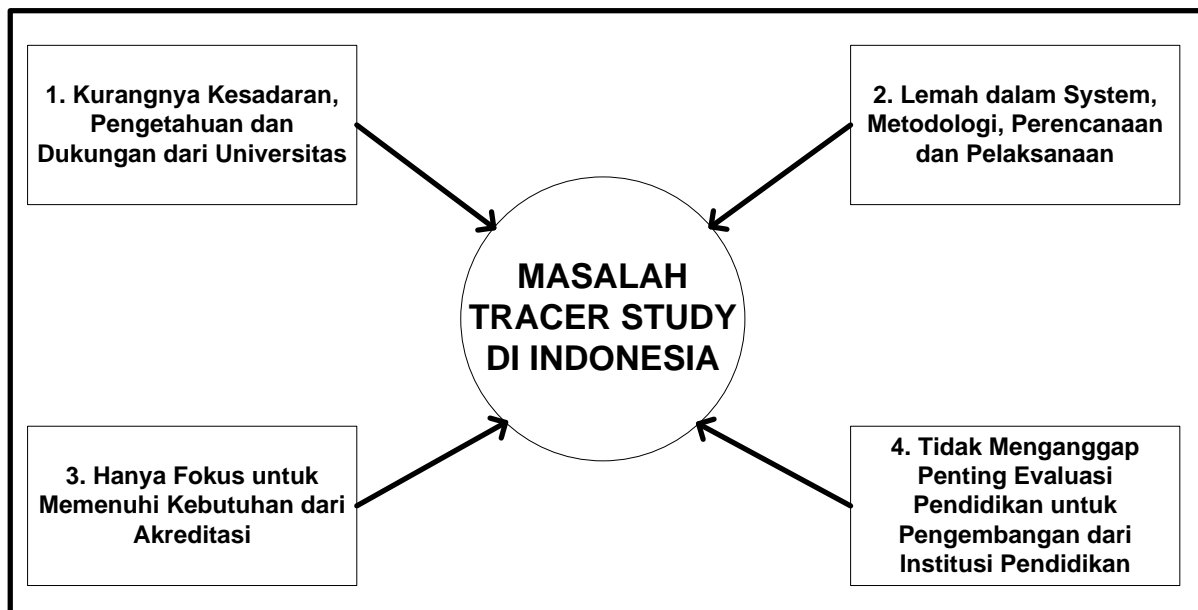 1. Kurangnya Kesadaran,
Pengetahuan dan
Dukungan dari Universitas
2. Lemah dalam System,
Metodologi, Perencanaan
dan Pelaksanaan
MASALAH
TRACER STUDY
DI INDONESIA
3. Hanya Fokus untuk
Memenuhi Kebutuhan dari
Akreditasi
4. Tidak Menganggap
Penting Evaluasi
Pendidikan untuk
Pengembangan dari
Institusi Pendidikan